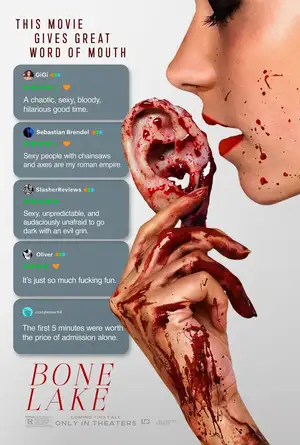 THIS MOVIE
GIVES GREAT
WORD OF MOUTH
GiGi
A chaotic, sexy, bloody,
hilarious good time.
Sebastian Brendel
Sexy people with chainsaws
and axes are my roman empire.
SlasherReviews
Sexy, unpredictable, and
audaciously unafraid to go
dark with an evil grin.
Oliver
It's just so much fucking fun.
The first 5 minutes were worth
the price of admission alone.
BONE
LAKE
R
COMING THIS FALL
ONLY IN THEATERS